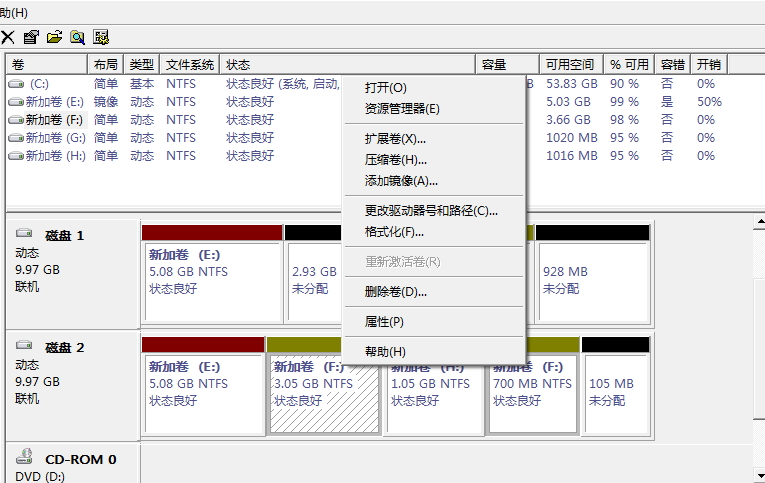 助(H)
卷 布局 类型 文件系统 状态 容量 可用空间 % 可用 容错 开销
(C:) 简单 基本 NTFS 状态良好 (系统, 启动, B 53.83 GB 90 % 否 0%
新加卷 (E:) 镜像 动态 NTFS 状态良好 5.03 GB 99 % 是 50%
新加卷 (F:) 简单 动态 NTFS 状态良好 3.66 GB 98 % 否 0%
新加卷 (G:) 简单 动态 NTFS 状态良好 1020 MB 95 % 否 0%
新加卷 (H:) 简单 动态 NTFS 状态良好 1016 MB 95 % 否 0%
打开(O)
资源管理器(E)
扩展卷(X)...
压缩卷(H)...
添加镜像(A)...
更改驱动器号和路径(C)...
格式化(F)...
重新激活卷(R)
删除卷(D)...
属性(P)
帮助(H)
磁盘 1
动态
9.97 GB
联机
新加卷 (E:)
5.08 GB NTFS
状态良好
2.93 GB
未分配
928 MB
未分配
磁盘 2
动态
9.97 GB
联机
新加卷 (E:)
5.08 GB NTFS
状态良好
新加卷 (F:)
3.05 GB NTFS
状态良好
新加卷 (H:)
1.05 GB NTFS
状态良好
新加卷 (F:)
700 MB NTFS
状态良好
105 MB
未分配
CD-ROM 0
DVD (D:)